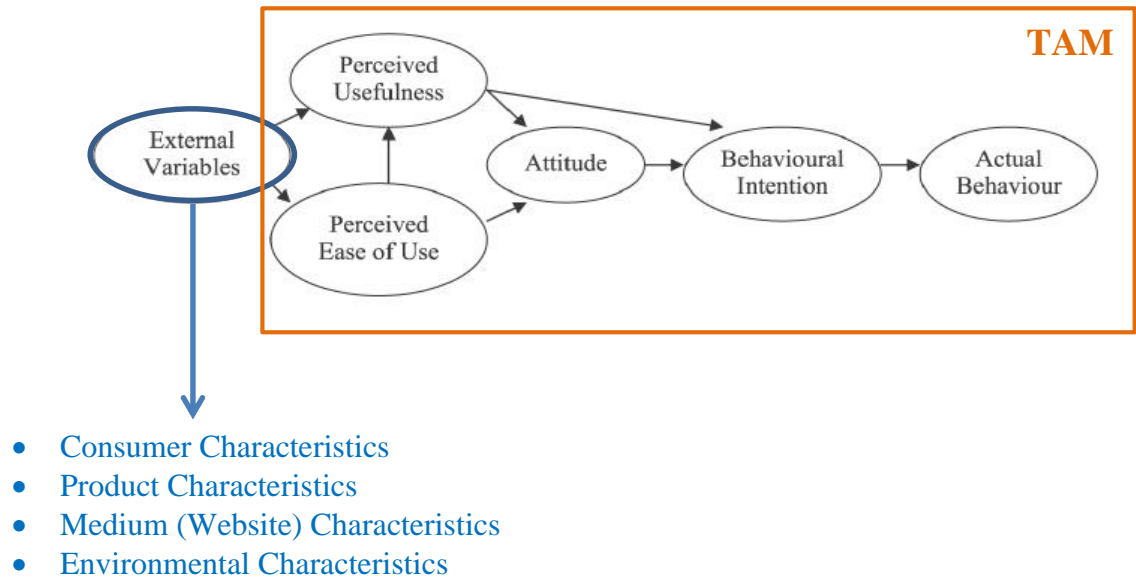 TAM
Perceived
Usefulness
External
Variables
Attitude
Behavioural
Intention
Actual
Behaviour
Perceived
Ease of Use
• Consumer Characteristics
• Product Characteristics
• Medium (Website) Characteristics
• Environmental Characteristics